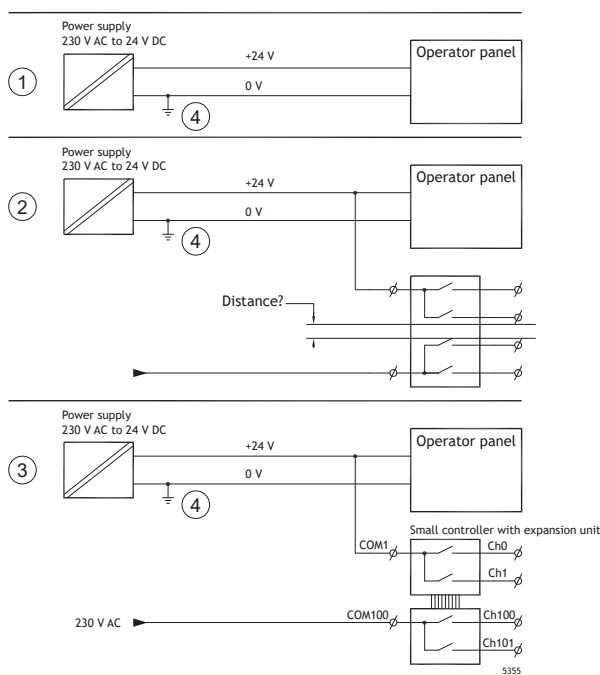 Power supply
230 V AC to 24 V DC
+24 V
Operator panel
1
0 V
4
Power supply
230 V AC to 24 V DC
+24 V
Operator panel
2
0 V
4
Distance?
Power supply
230 V AC to 24 V DC
+24 V
Operator panel
3
0 V
4
Small controller with expansion unit
COM1
Ch0
Ch1
230 V AC
COM100
Ch100
Ch101
5355